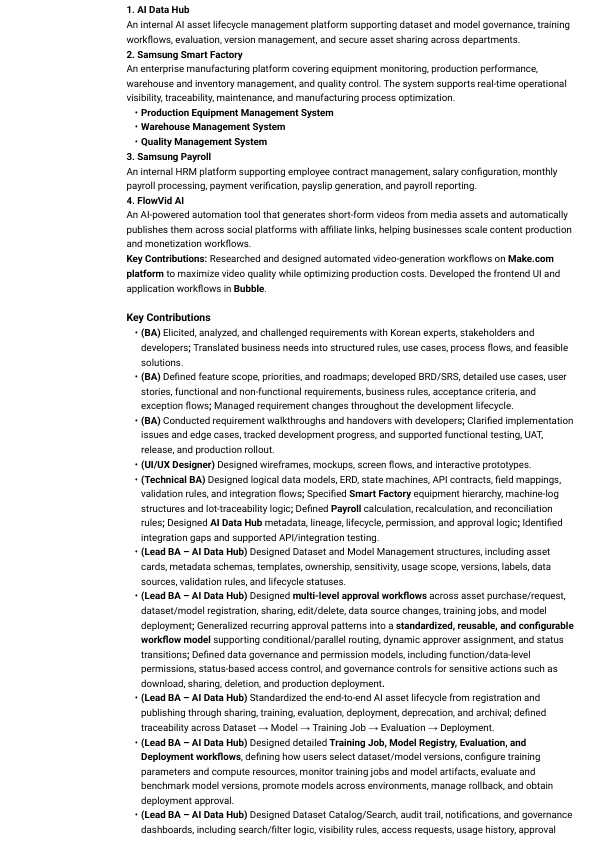 1. AI Data Hub
An internal AI asset lifecycle management platform supporting dataset and model governance, training
workflows, evaluation, version management, and secure asset sharing across departments.
2. Samsung Smart Factory
An enterprise manufacturing platform covering equipment monitoring, production performance,
warehouse and inventory management, and quality control. The system supports real-time operational
visibility, traceability, maintenance, and manufacturing process optimization.
• Production Equipment Management System
• Warehouse Management System
• Quality Management System
3. Samsung Payroll
An internal HRM platform supporting employee contract management, salary configuration, monthly
payroll processing, payment verification, payslip generation, and payroll reporting.
4. FlowVid AI
An AI-powered automation tool that generates short-form videos from media assets and automatically
publishes them across social platforms with affiliate links, helping businesses scale content production
and monetization workflows.
Key Contributions: Researched and designed automated video-generation workflows on Make.com
platform to maximize video quality while optimizing production costs. Developed the frontend UI and
application workflows in Bubble.
Key Contributions
• (BA) Elicited, analyzed, and challenged requirements with Korean experts, stakeholders and
developers; Translated business needs into structured rules, use cases, process flows, and feasible
solutions.
• (BA) Defined feature scope, priorities, and roadmaps; developed BRD/SRS, detailed use cases, user
stories, functional and non-functional requirements, business rules, acceptance criteria, and
exception flows; Managed requirement changes throughout the development lifecycle.
• (BA) Conducted requirement walkthroughs and handovers with developers; Clarified implementation
issues and edge cases, tracked development progress, and supported functional testing, UAT,
release, and production rollout.
• (UI/UX Designer) Designed wireframes, mockups, screen flows, and interactive prototypes.
• (Technical BA) Designed logical data models, ERD, state machines, API contracts, field mappings,
validation rules, and integration flows; Specified Smart Factory equipment hierarchy, machine-log
structures and lot-traceability logic; Defined Payroll calculation, recalculation, and reconciliation
rules; Designed AI Data Hub metadata, lineage, lifecycle, permission, and approval logic; Identified
integration gaps and supported API/integration testing.
• (Lead BA – AI Data Hub) Designed Dataset and Model Management structures, including asset
cards, metadata schemas, templates, ownership, sensitivity, usage scope, versions, labels, data
sources, validation rules, and lifecycle statuses.
• (Lead BA – AI Data Hub) Designed multi-level approval workflows across asset purchase/request,
dataset/model registration, sharing, edit/delete, data source changes, training jobs, and model
deployment; Generalized recurring approval patterns into a standardized, reusable, and configurable
workflow model supporting conditional/parallel routing, dynamic approver assignment, and status
transitions; Defined data governance and permission models, including function/data-level
permissions, status-based access control, and governance controls for sensitive actions such as
download, sharing, deletion, and production deployment.
• (Lead BA – AI Data Hub) Standardized the end-to-end AI asset lifecycle from registration and
publishing through sharing, training, evaluation, deployment, deprecation, and archival; defined
traceability across Dataset → Model → Training Job → Evaluation → Deployment.
• (Lead BA – AI Data Hub) Designed detailed Training Job, Model Registry, Evaluation, and
Deployment workflows, defining how users select dataset/model versions, configure training
parameters and compute resources, monitor training jobs and model artifacts, evaluate and
benchmark model versions, promote models across environments, manage rollback, and obtain
deployment approval.
• (Lead BA – AI Data Hub) Designed Dataset Catalog/Search, audit trail, notifications, and governance
dashboards, including search/filter logic, visibility rules, access requests, usage history, approval